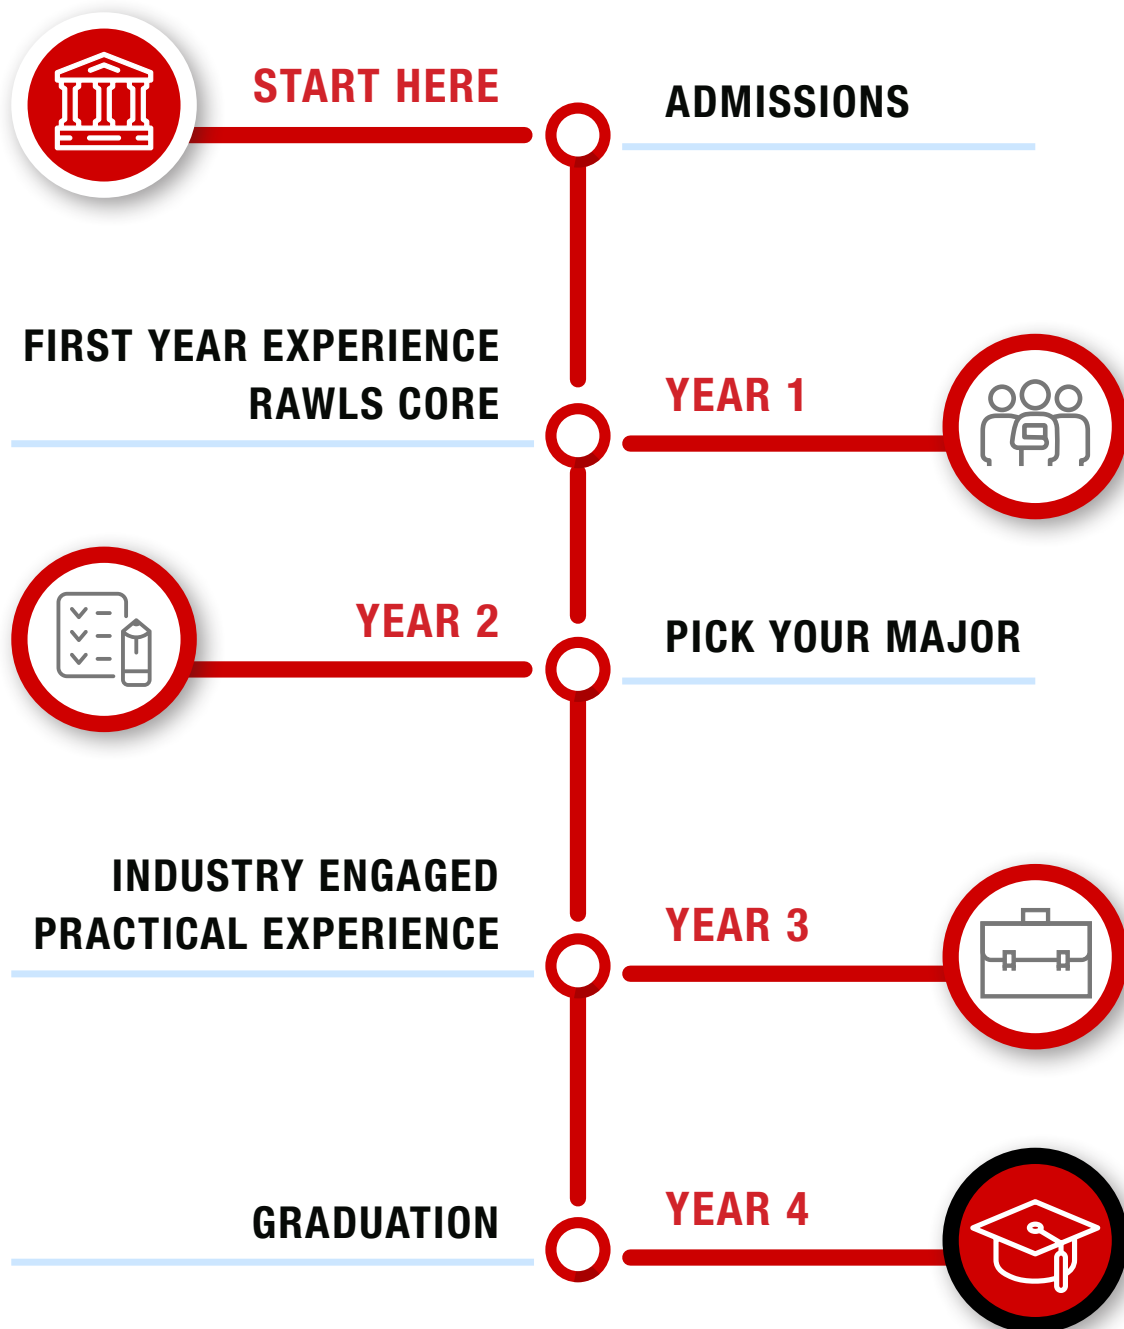 START HERE
ADMISSIONS
FIRST YEAR EXPERIENCE
RAWLS CORE
YEAR 1
YEAR 2
PICK YOUR MAJOR
INDUSTRY ENGAGED
PRACTICAL EXPERIENCE
YEAR 3
GRADUATION
YEAR 4